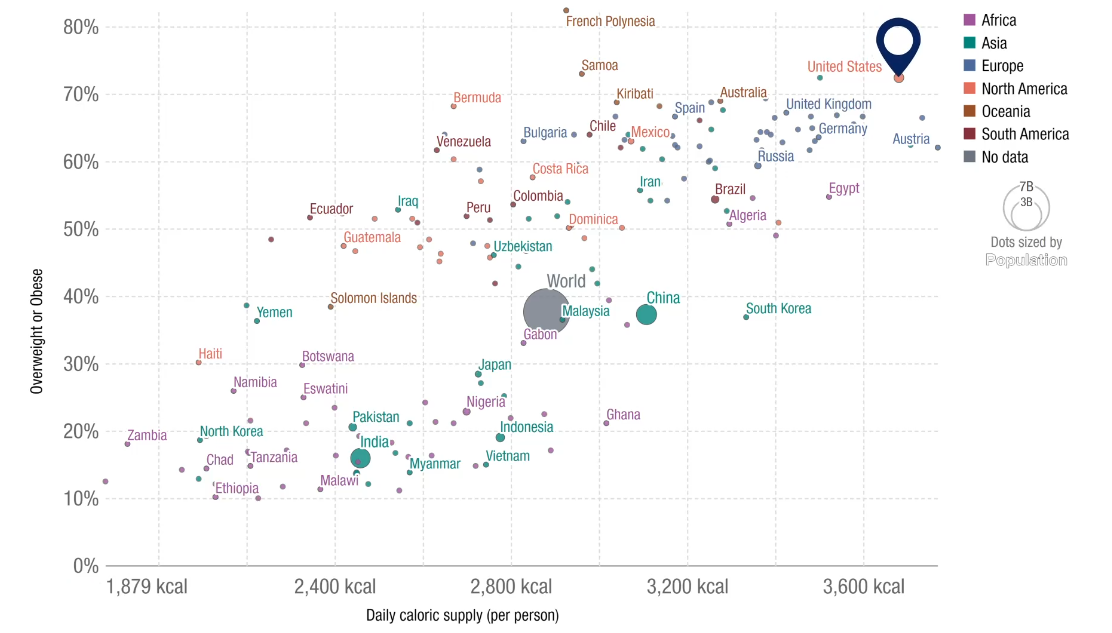 80%
70%
60%
50%
40%
30%
20%
10%
0%
Overweight or Obese
French Polynesia
Samoa
United States
Bermuda
Kiribati
Australia
Spain
United Kingdom
Venezuela
Bulgaria
Chile
Mexico
Germany
Austria
Russia
Costa Rica
Iran
Egypt
Ecuador
Iraq
Peru
Colombia
Brazil
Algeria
Guatemala
Dominica
Uzbekistan
World
Solomon Islands
Malaysia
China
South Korea
Yemen
Gabon
Haiti
Botswana
Japan
Namibia
Eswatini
Nigeria
Ghana
Zambia
North Korea
Pakistan
Indonesia
India
Chad
Tanzania
Myanmar
Vietnam
Ethiopia
Malawi
1,879 kcal
2,400 kcal
2,800 kcal
3,200 kcal
3,600 kcal
Daily caloric supply (per person)
Africa
Asia
Europe
North America
Oceania
South America
No data
7B
3B
Dots sized by
Population